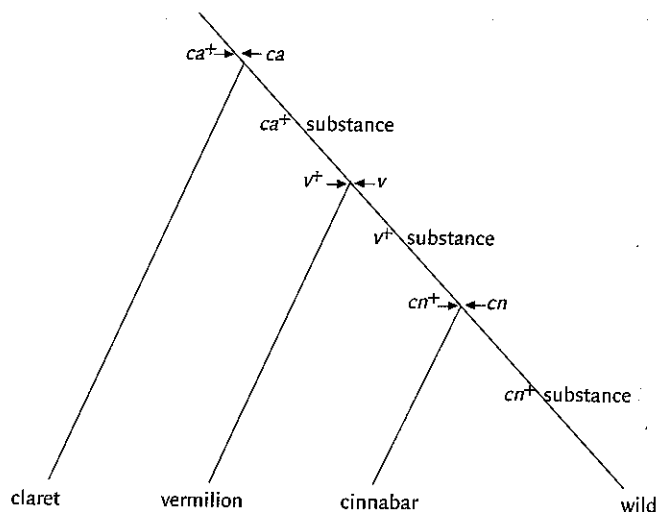 ca+ ca
ca+ substance
v+ v
v+ substance
cn+ cn
cn+ substance
claret vermilion cinnabar wild